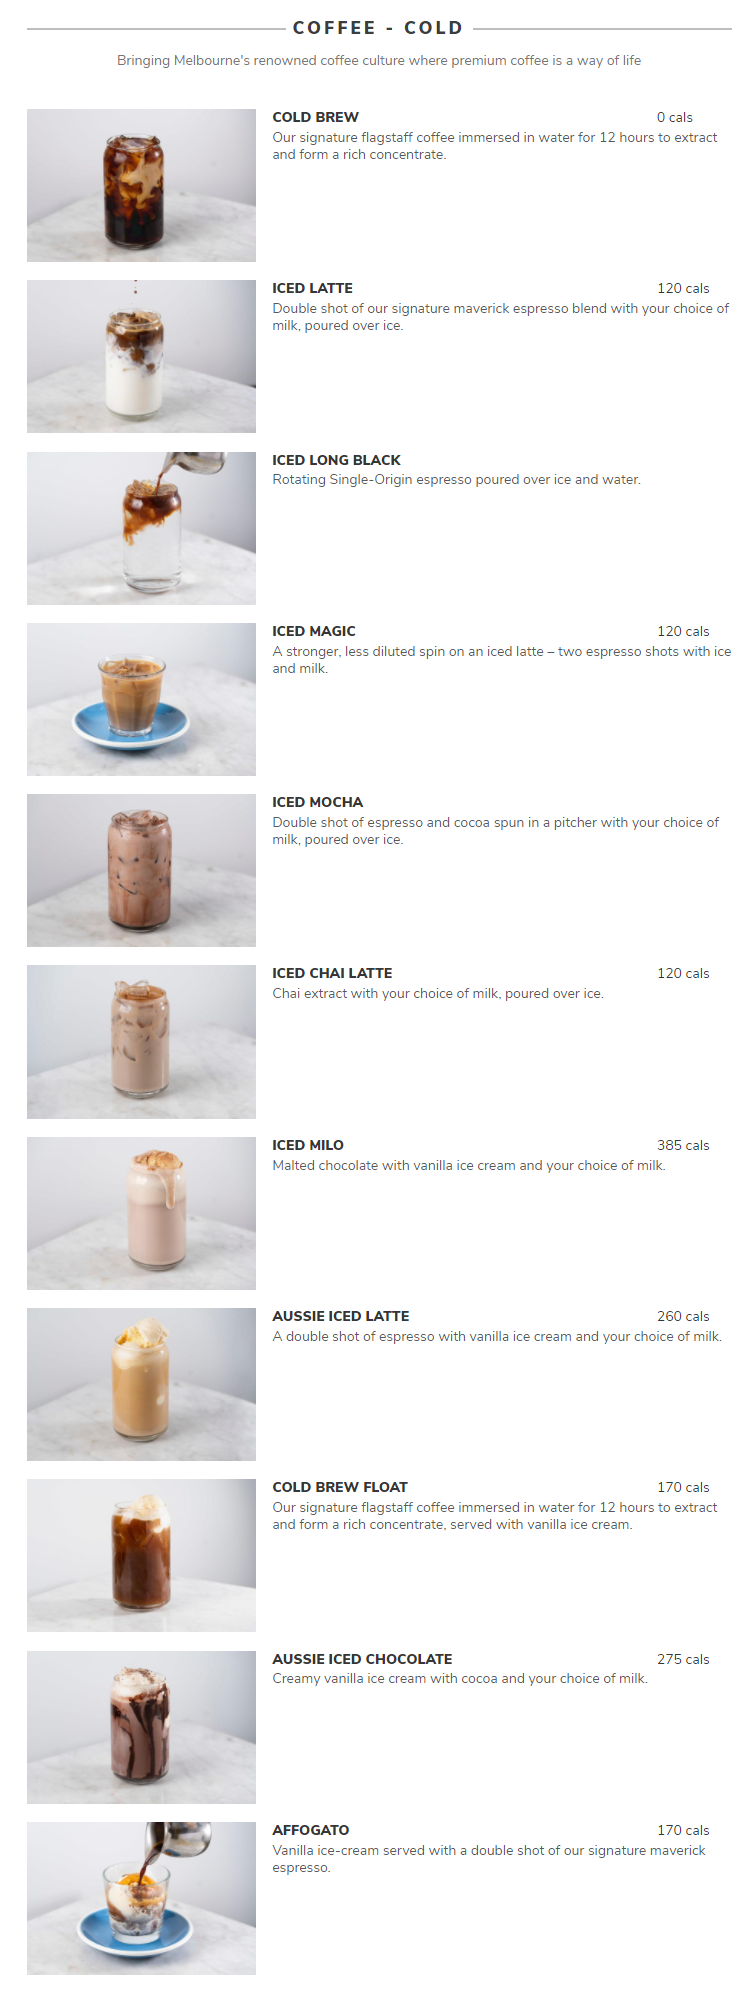 COFFEE - COLD
Bringing Melbourne's renowned coffee culture where premium coffee is a way of life
COLD BREW 0 cals
Our signature flagstaff coffee immersed in water for 12 hours to extract
and form a rich concentrate.
ICED LATTE 120 cals
Double shot of our signature maverick espresso blend with your choice of
milk, poured over ice.
ICED LONG BLACK
Rotating Single-Origin espresso poured over ice and water.
ICED MAGIC 120 cals
A stronger, less diluted spin on an iced latte – two espresso shots with ice
and milk.
ICED MOCHA
Double shot of espresso and cocoa spun in a pitcher with your choice of
milk, poured over ice.
ICED CHAI LATTE 120 cals
Chai extract with your choice of milk, poured over ice.
ICED MILO 385 cals
Malted chocolate with vanilla ice cream and your choice of milk.
AUSSIE ICED LATTE 260 cals
A double shot of espresso with vanilla ice cream and your choice of milk.
COLD BREW FLOAT 170 cals
Our signature flagstaff coffee immersed in water for 12 hours to extract
and form a rich concentrate, served with vanilla ice cream.
AUSSIE ICED CHOCOLATE 275 cals
Creamy vanilla ice cream with cocoa and your choice of milk.
AFFOGATO 170 cals
Vanilla ice-cream served with a double shot of our signature maverick
espresso.